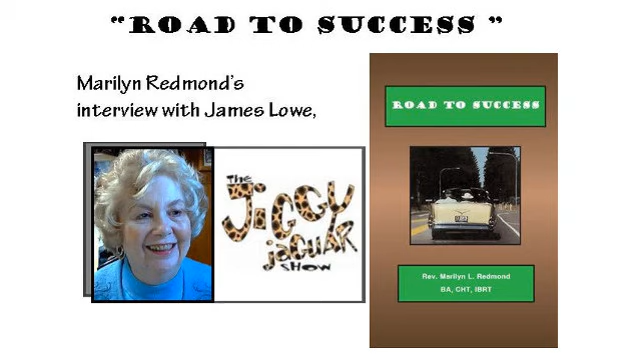 “ROAD TO SUCCESS ”
Marilyn Redmond’s
interview with James Lowe,
The
Jiggy
jaguar
show
ROAD TO SUCCESS
Rev. Marilyn L. Redmond
BA, CHT, IBRT